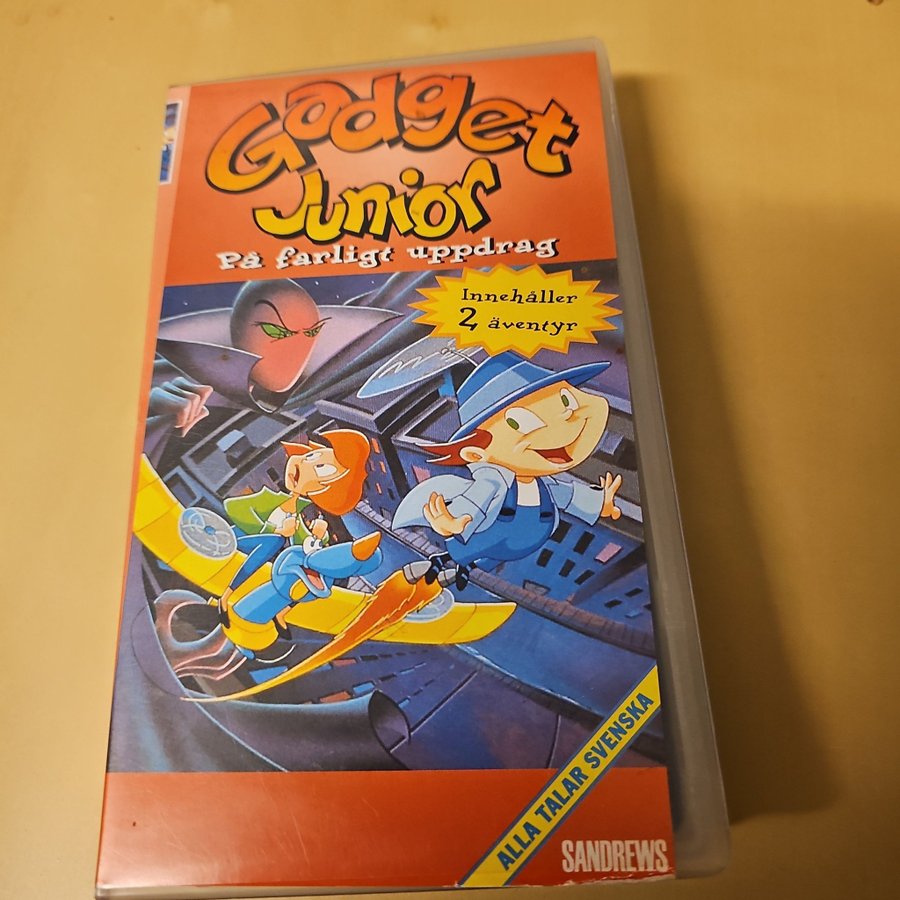 Gadget
Junior
På farligt uppdrag
Innehåller
2 äventyr
ALLA TALAR SVENSKA
SANDREWS